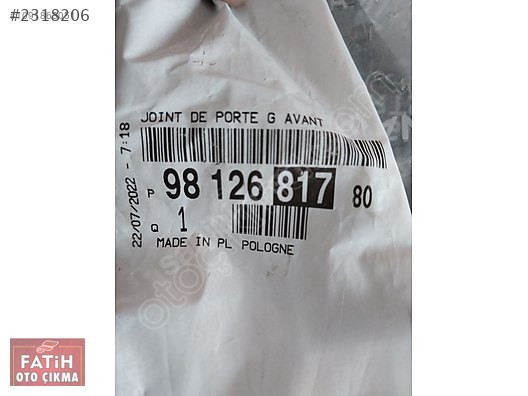 #2318206
JOINT DE PORTE G AVANT
22/07/2022 - 7:18
P 98 126 817 80
Q 1
MADE IN PL POLOGNE
FATİH
OTO ÇIKMA